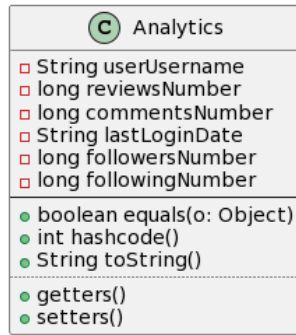 C Analytics
String userUsername
long reviewsNumber
long commentsNumber
String lastLoginDate
long followersNumber
long followingNumber
boolean equals(o: Object)
int hashcode()
String toString()
getters()
setters()